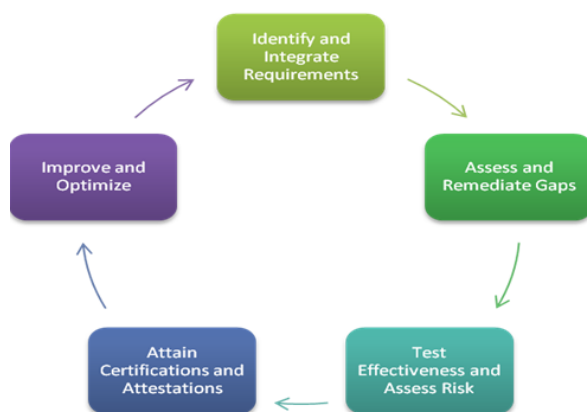 Identify and
Integrate
Requirements
Assess and
Remediate Gaps
Test
Effectiveness and
Assess Risk
Attain
Certifications and
Attestations
Improve and
Optimize